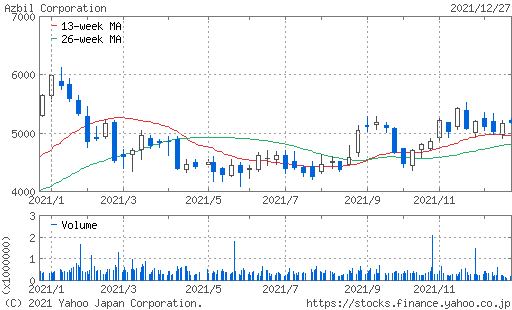 Azbil Corporation 2021/12/27
13-week MA
26-week MA
7000
6000
5000
4000
2021/1 2021/3 2021/5 2021/7 2021/9 2021/11
Volume
3
2
1
0
(x1000000)
2021/1 2021/3 2021/5 2021/7 2021/9 2021/11
(C) 2021 Yahoo Japan Corporation. https://stocks.finance.yahoo.co.jp